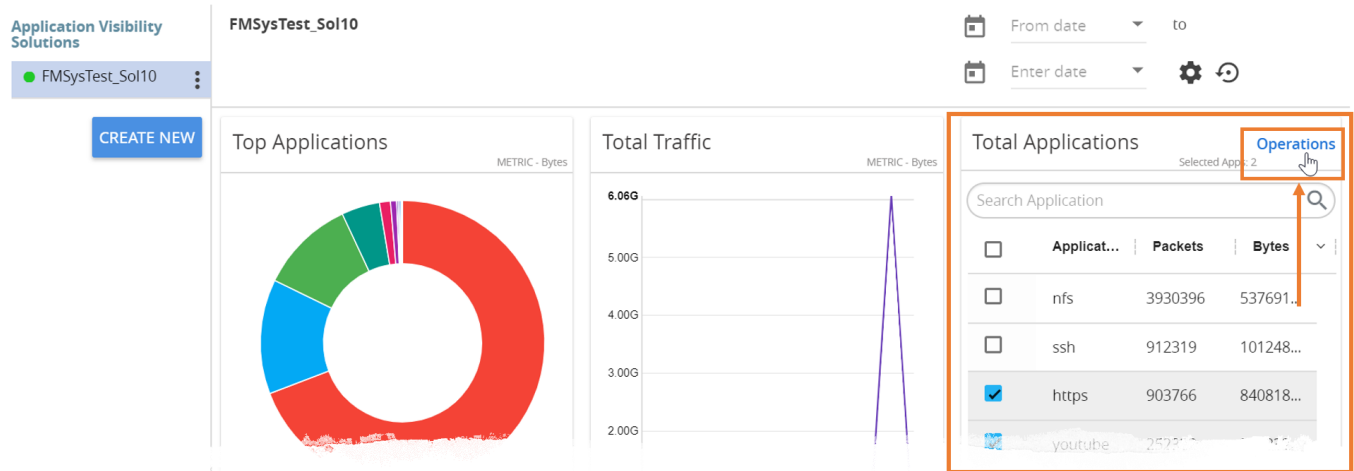 Application Visibility
Solutions
FMSysTest_Sol10
CREATE NEW
FMSysTest_Sol10
From date to
Enter date
Top Applications
METRIC - Bytes
Total Traffic
METRIC - Bytes
6.06G
5.00G
4.00G
3.00G
2.00G
Total Applications
Operations
Selected Apps: 2
Search Application
Applicat... Packets Bytes
nfs 3930396 537691...
ssh 912319 101248...
https 903766 840818...
youtube